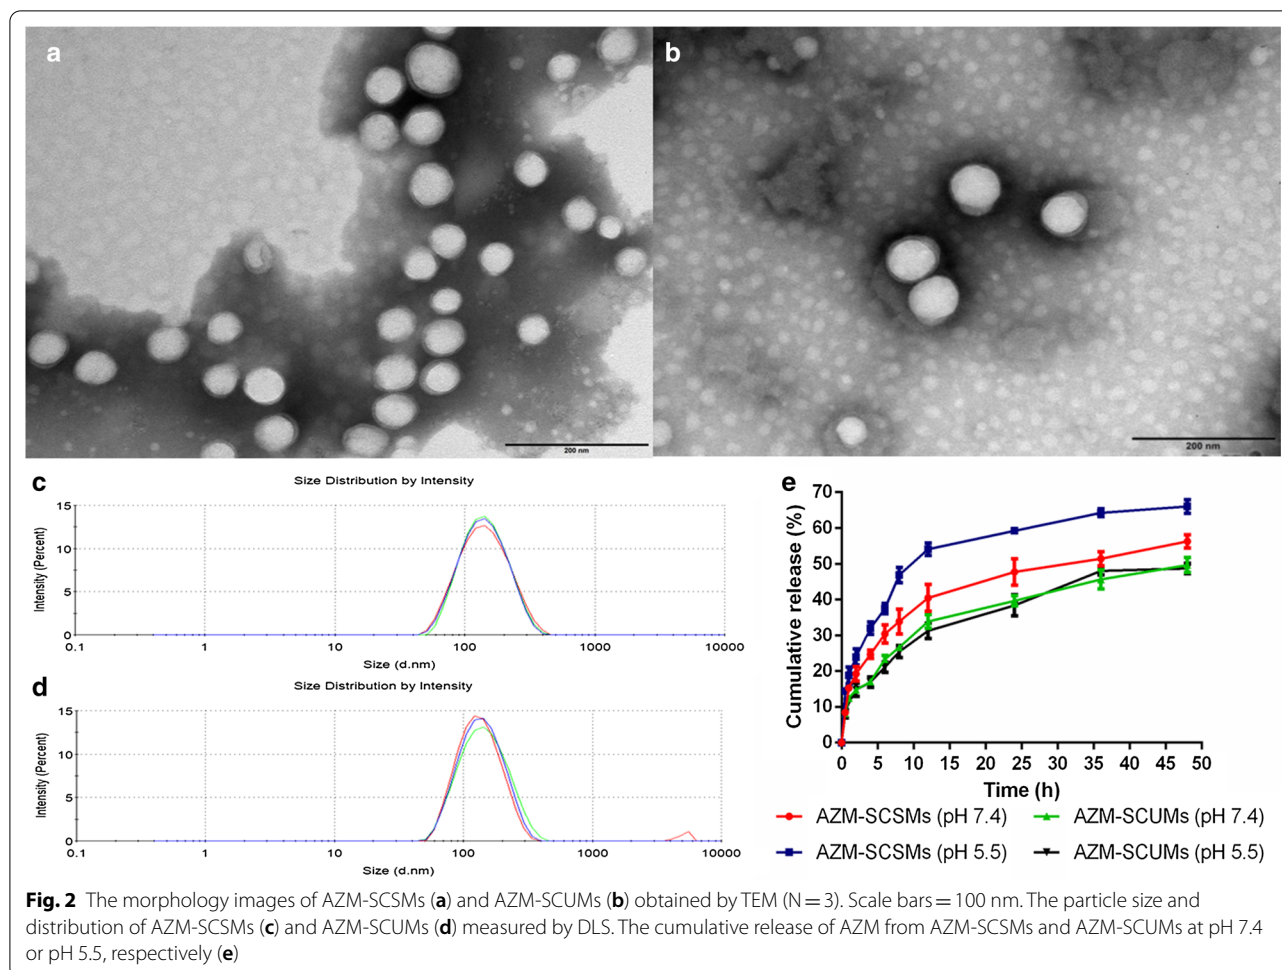 a
b
200 nm
200 nm
c
Size Distribution by Intensity
Intensity (Percent)
15
10
5
0
0.1
1
10
100
1000
10000
Size (d.nm)
d
Size Distribution by Intensity
Intensity (Percent)
15
10
5
0
0.1
1
10
100
1000
10000
Size (d.nm)
e
Cumulative release (%)
70
60
50
40
30
20
10
0
0 5 10 15 20 25 30 35 40 45 50
Time (h)
AZM-SCSMs (pH 7.4) AZM-SCUMs (pH 7.4)
AZM-SCSMs (pH 5.5) AZM-SCUMs (pH 5.5)
Fig. 2 The morphology images of AZM-SCSMs (a) and AZM-SCUMs (b) obtained by TEM (N = 3). Scale bars = 100 nm. The particle size and
distribution of AZM-SCSMs (c) and AZM-SCUMs (d) measured by DLS. The cumulative release of AZM from AZM-SCSMs and AZM-SCUMs at pH 7.4
or pH 5.5, respectively (e)